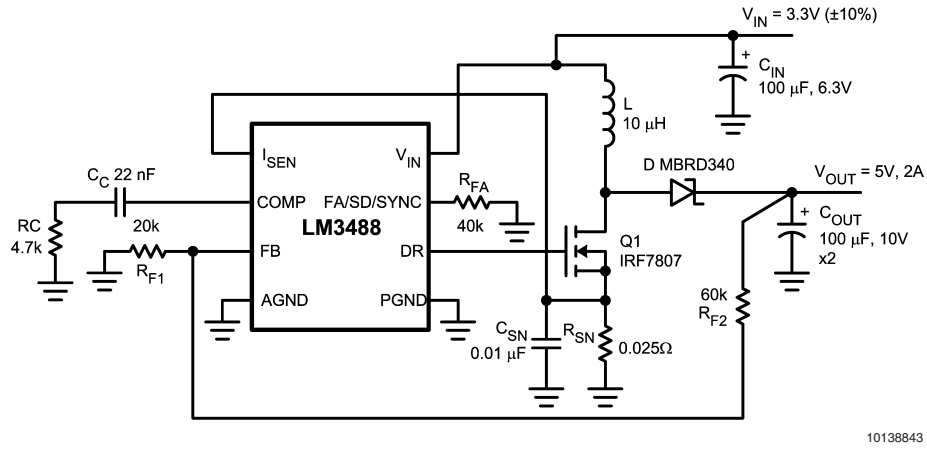 V_IN = 3.3V (±10%)
C_IN
100 µF, 6.3V
L
10 µH
D MBRD340
V_OUT = 5V, 2A
C_OUT
100 µF, 10V
x2
I_SEN
V_IN
C_C 22 nF
COMP
FA/SD/SYNC
R_FA
40k
LM3488
RC
4.7k
20k
R_F1
FB
DR
Q1
IRF7807
AGND
PGND
60k
R_F2
C_SN
0.01 µF
R_SN
0.025Ω
10138843
+
+